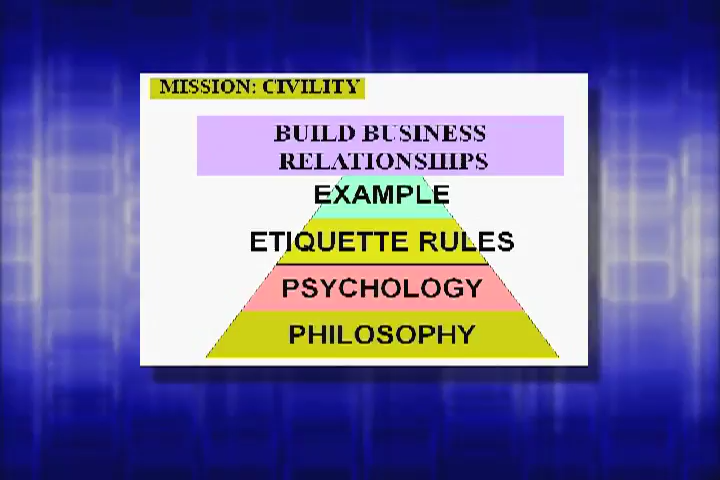 MISSION: CIVILITY
BUILD BUSINESS
RELATIONSHIPS
EXAMPLE
ETIQUETTE RULES
PSYCHOLOGY
PHILOSOPHY